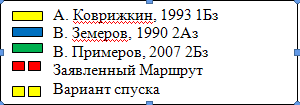 А. Коврижкин, 1993 1Бз
В. Земеров, 1990 2Аз
В. Примеров, 2007 2Бз
Заявленный Маршрут
Вариант спуска